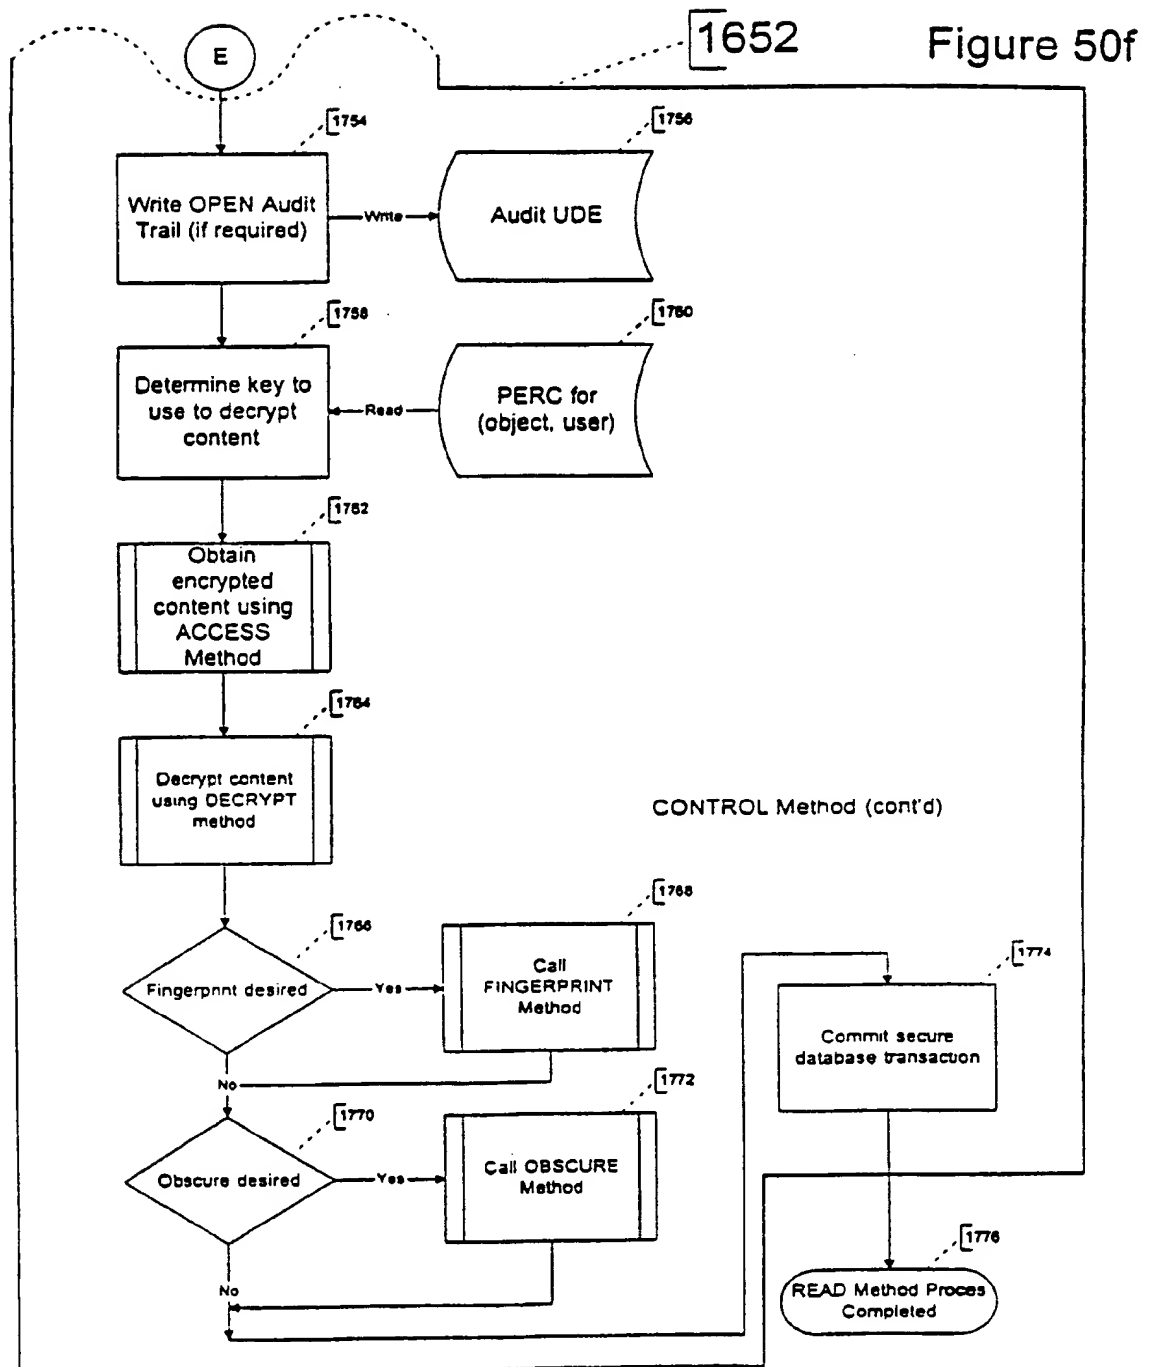 E
1652
Figure 50f
1754
1756
Write OPEN Audit
Trail (if required)
Write
Audit UDE
1758
1760
Determine key to
use to decrypt
content
Read
PERC for
(object, user)
1762
Obtain
encrypted
content using
ACCESS
Method
1764
Decrypt content
using DECRYPT
method
CONTROL Method (cont'd)
1766
1768
Fingerprint desired
Yes
Call
FINGERPRINT
Method
1774
Commit secure
database transaction
No
1770
1772
Obscure desired
Yes
Call OBSCURE
Method
No
1776
READ Method Proces
Completed